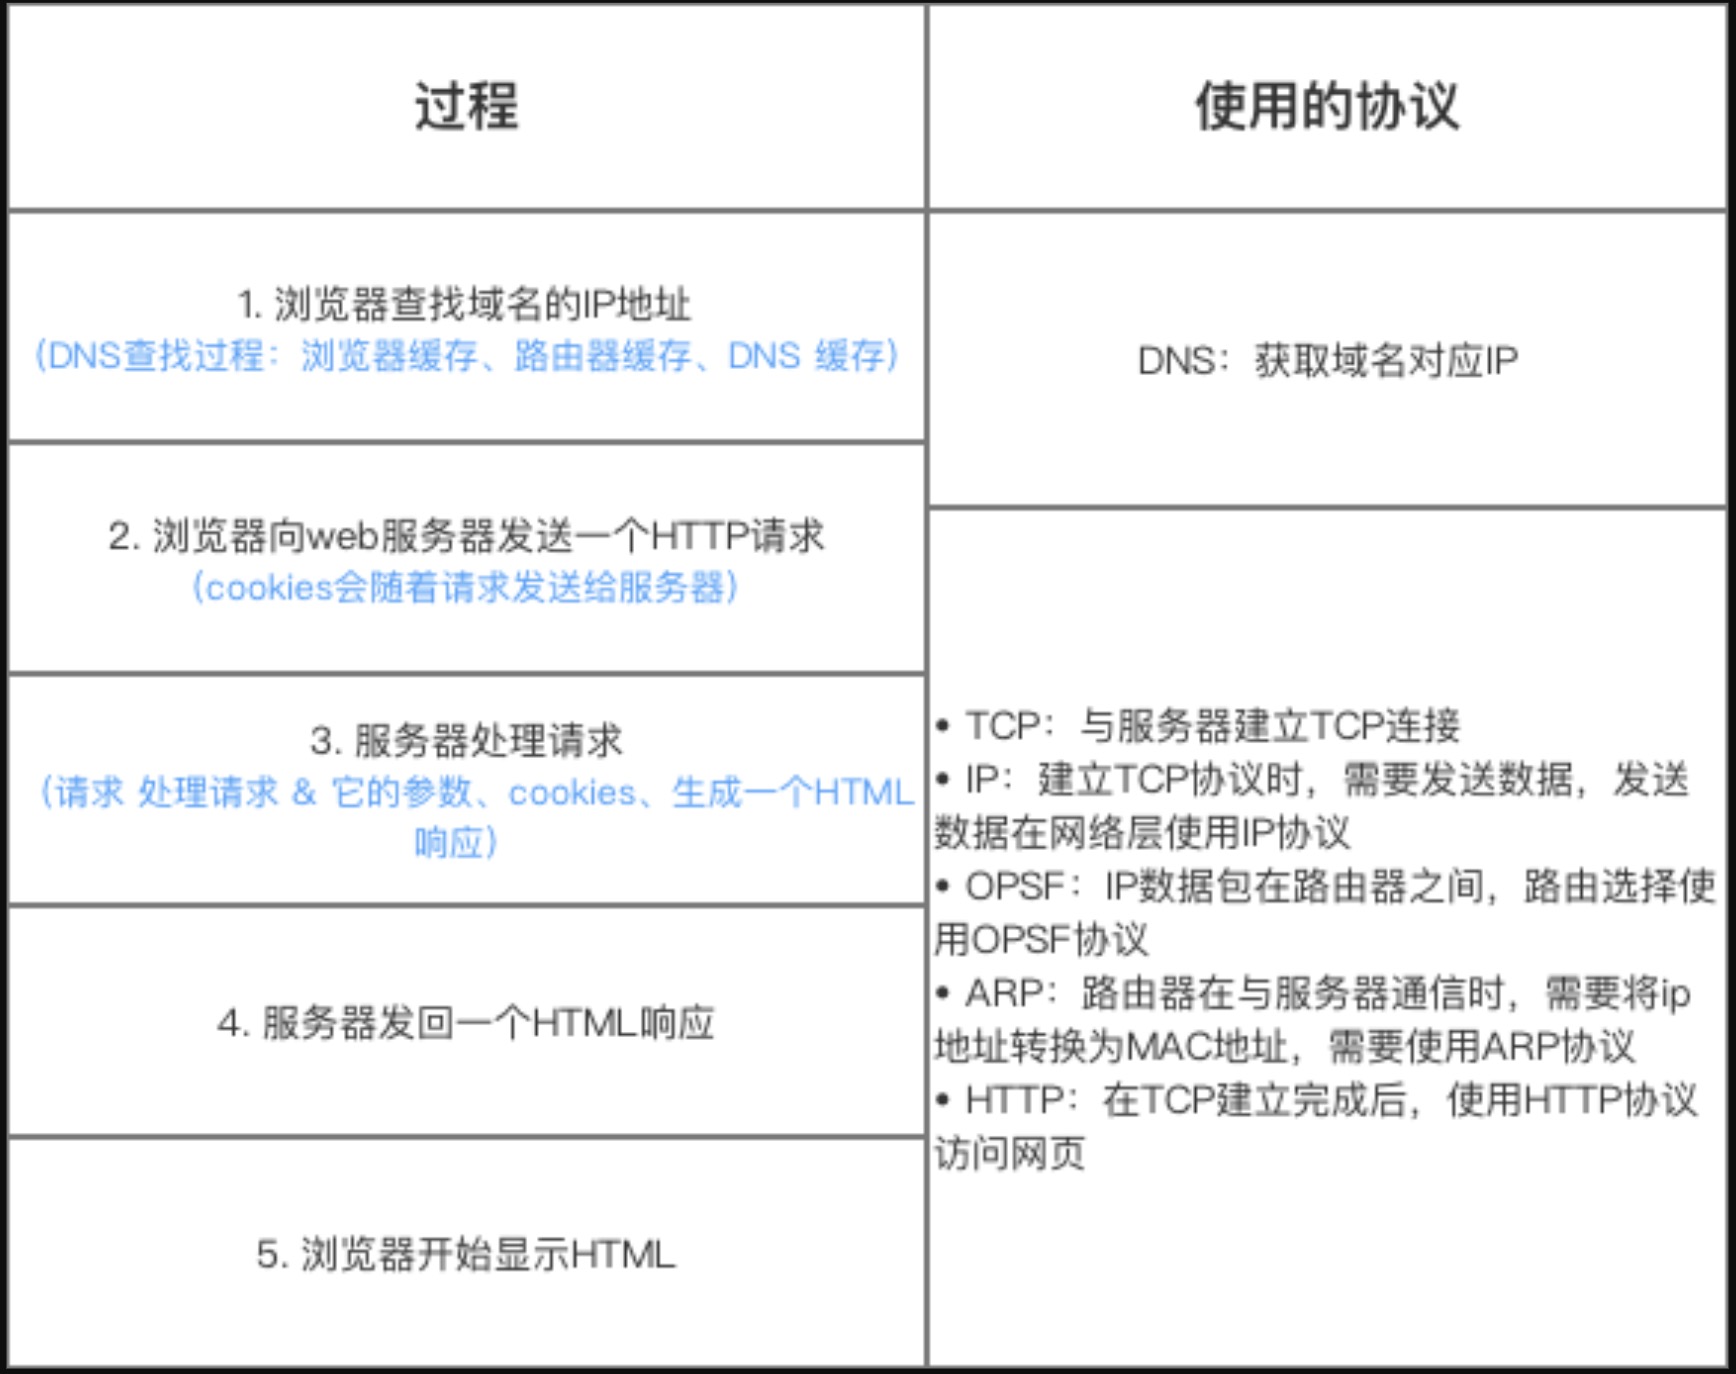 过程
使用的协议
1. 浏览器查找域名的IP地址
（DNS查找过程：浏览器缓存、路由器缓存、DNS 缓存）
DNS：获取域名对应IP
2. 浏览器向web服务器发送一个HTTP请求
（cookies会随着请求发送给服务器）
3. 服务器处理请求
（请求 处理请求 & 它的参数、cookies、生成一个HTML
响应）
4. 服务器发回一个HTML响应
5. 浏览器开始显示HTML
• TCP：与服务器建立TCP连接
• IP：建立TCP协议时，需要发送数据，发送
数据在网络层使用IP协议
• OPSF：IP数据包在路由器之间，路由选择使
用OPSF协议
• ARP：路由器在与服务器通信时，需要将ip
地址转换为MAC地址，需要使用ARP协议
• HTTP：在TCP建立完成后，使用HTTP协议
访问网页